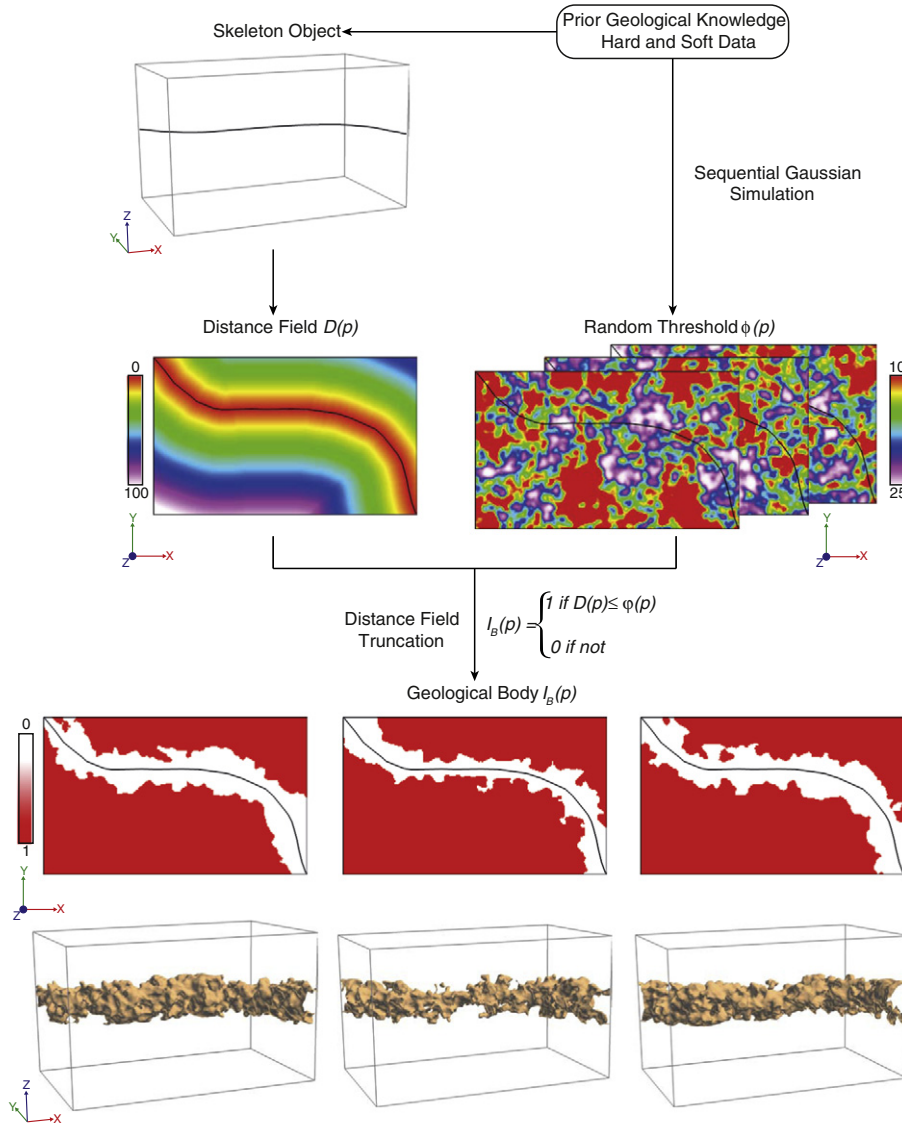 Skeleton Object
Prior Geological Knowledge
Hard and Soft Data
Z
Y
X
Sequential Gaussian
Simulation
Distance Field D(p)
Random Threshold ϕ(p)
0
100
10
25
Y
Z
X
Y
Z
X
Distance Field
Truncation
I_B(p) =
1 if D(p)≤ φ(p)
0 if not
Geological Body I_B(p)
0
1
Y
Z
X
Z
Y
X